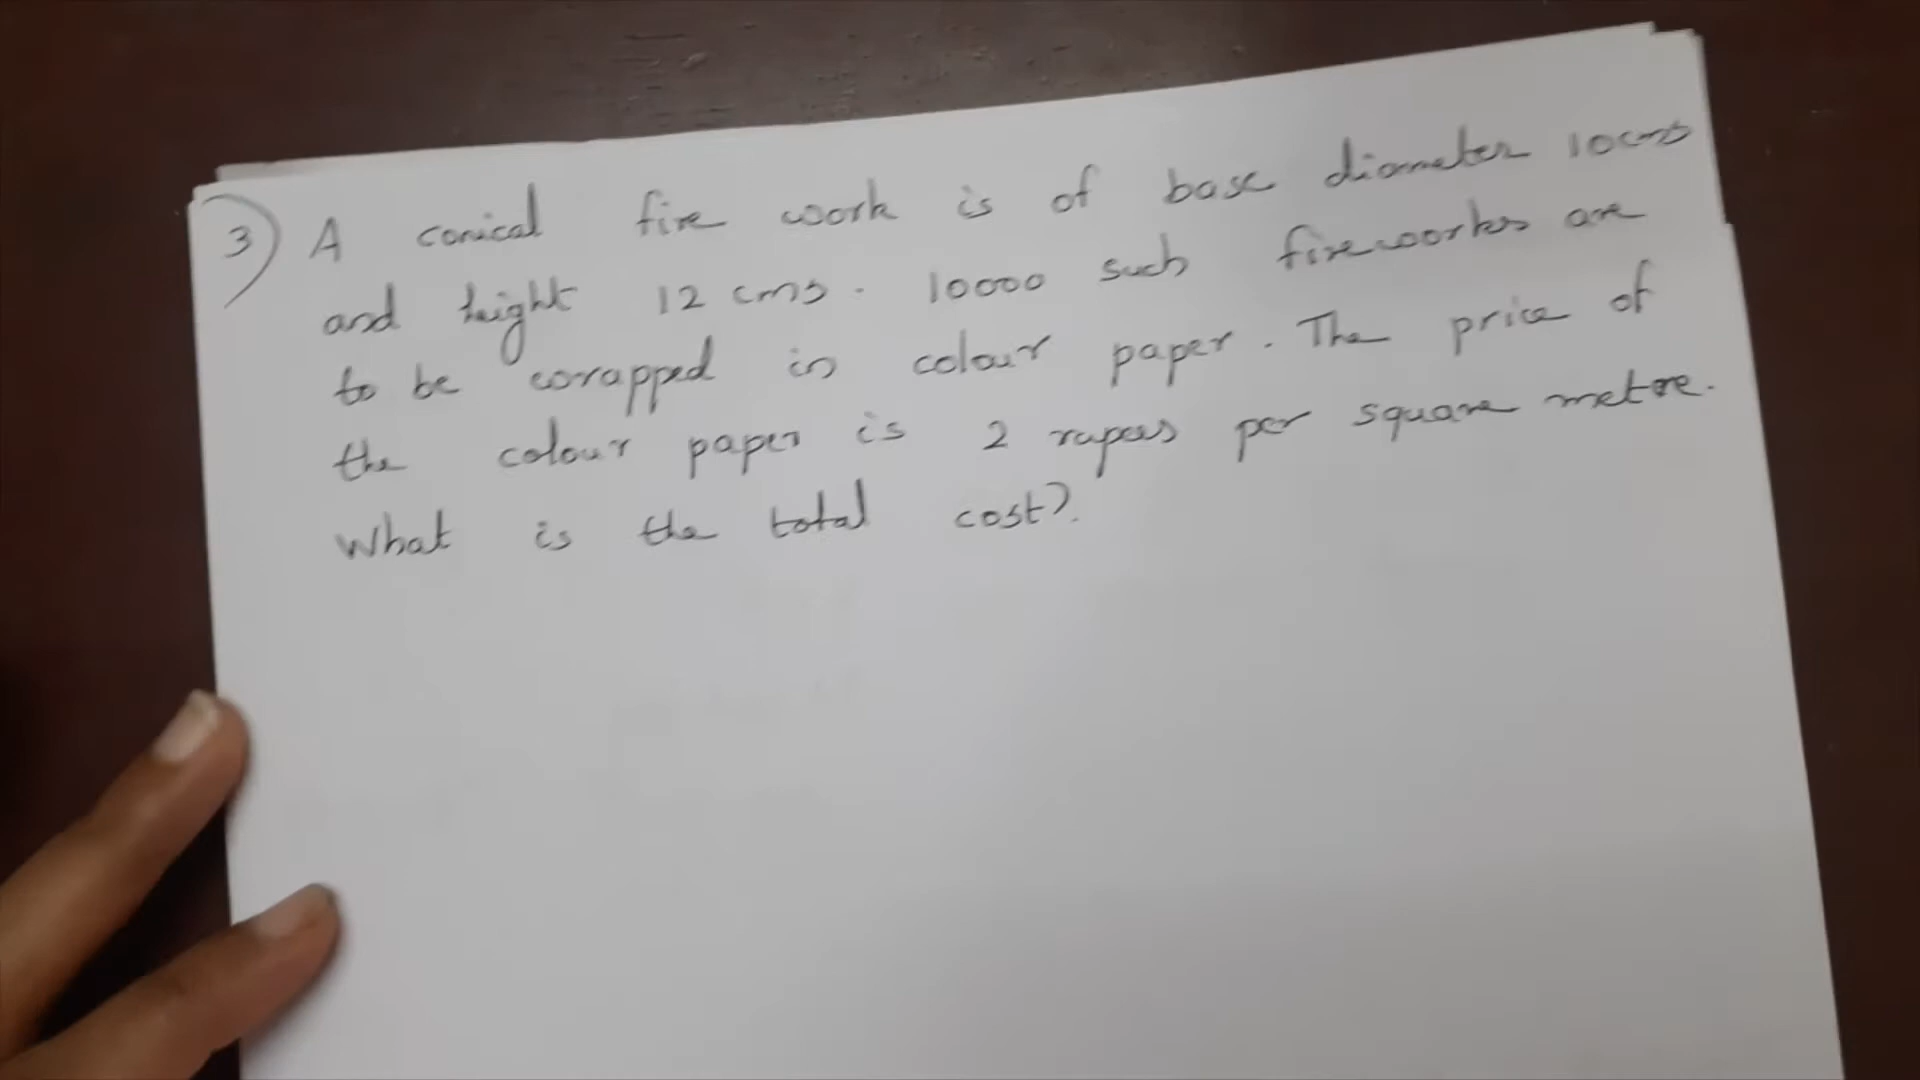 3) A conical fire work is of base diameter 10cms
and height 12 cms. 10000 such fireworks are
to be wrapped in colour paper. The price of
the colour paper is 2 rupees per square metre.
What is the total cost?